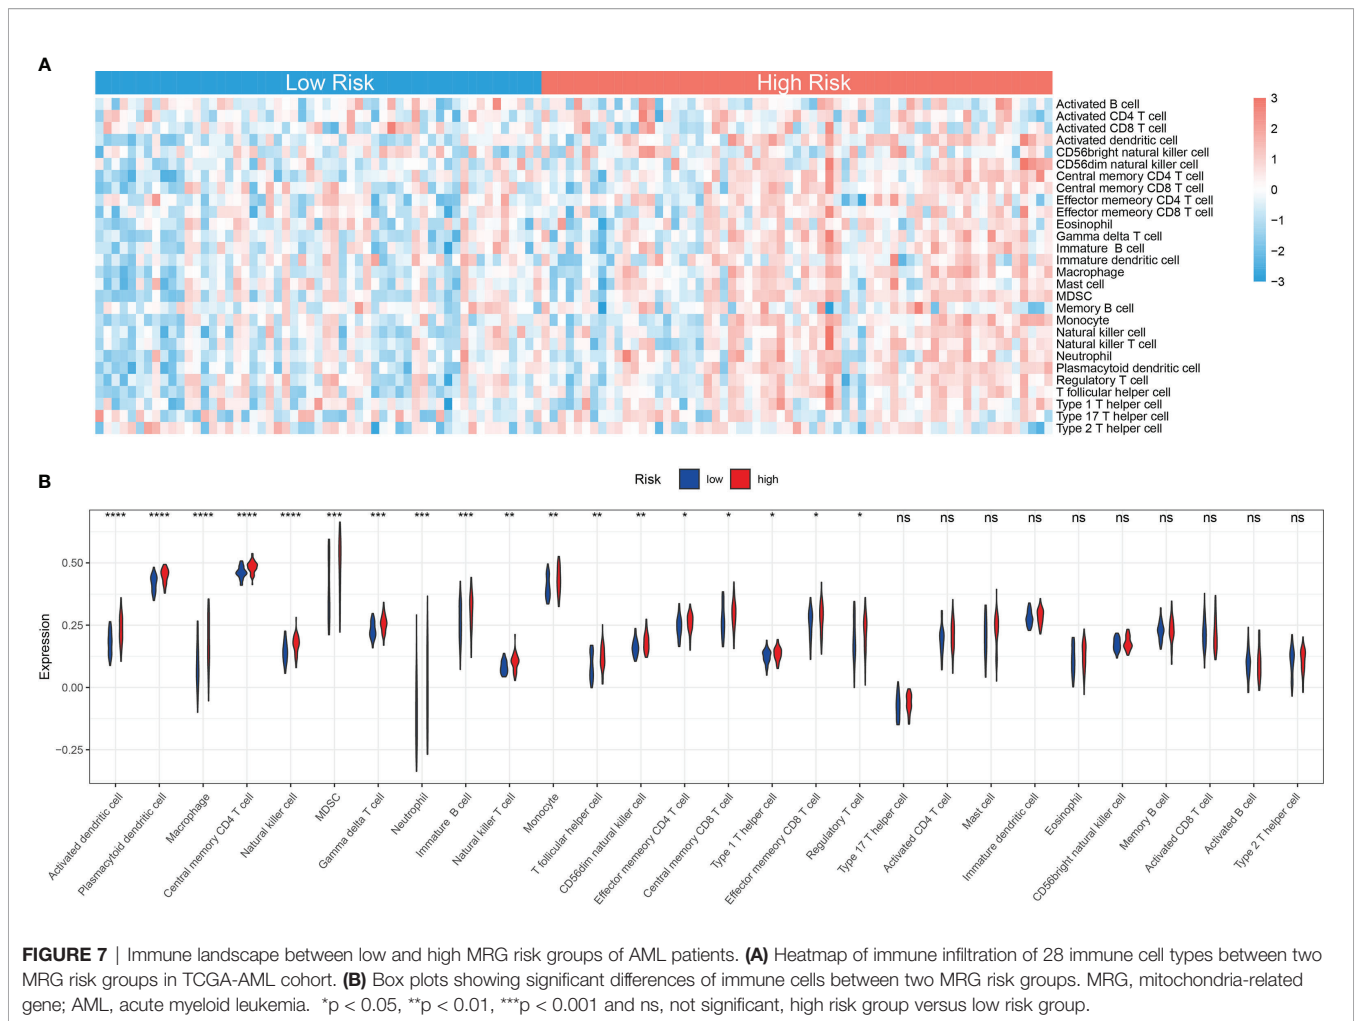 A
Low Risk
High Risk
Activated B cell
Activated CD4 T cell
Activated CD8 T cell
Activated dendritic cell
CD56bright natural killer cell
CD56dim natural killer cell
Central memory CD4 T cell
Central memory CD8 T cell
Effector memeory CD4 T cell
Effector memeory CD8 T cell
Eosinophil
Gamma delta T cell
Immature  B cell
Immature dendritic cell
Macrophage
Mast cell
MDSC
Memory B cell
Monocyte
Natural killer cell
Natural killer T cell
Neutrophil
Plasmacytoid dendritic cell
Regulatory T cell
T follicular helper cell
Type 1 T helper cell
Type 17 T helper cell
Type 2 T helper cell
3
2
1
0
−1
−2
−3
B
Risk low high
**** **** **** **** **** *** *** *** *** ** ** ** ** * * * * * ns ns ns ns ns ns ns ns ns ns
0.50
0.25
0.00
−0.25
Expression
Activated dendritic cell
Plasmacytoid dendritic cell
Macrophage
Central memory CD4 T cell
Natural killer cell
MDSC
Gamma delta T cell
Neutrophil
Immature  B cell
Natural killer T cell
Monocyte
T follicular helper cell
CD56dim natural killer cell
Effector memeory CD4 T cell
Central memory CD8 T cell
Type 1 T helper cell
Effector memeory CD8 T cell
Regulatory T cell
Type 17 T helper cell
Activated CD4 T cell
Mast cell
Immature dendritic cell
Eosinophil
CD56bright natural killer cell
Memory B cell
Activated CD8 T cell
Activated B cell
Type 2 T helper cell
FIGURE 7 | Immune landscape between low and high MRG risk groups of AML patients. (A) Heatmap of immune infiltration of 28 immune cell types between two
MRG risk groups in TCGA-AML cohort. (B) Box plots showing significant differences of immune cells between two MRG risk groups. MRG, mitochondria-related
gene; AML, acute myeloid leukemia. *p < 0.05, **p < 0.01, ***p < 0.001 and ns, not significant, high risk group versus low risk group.